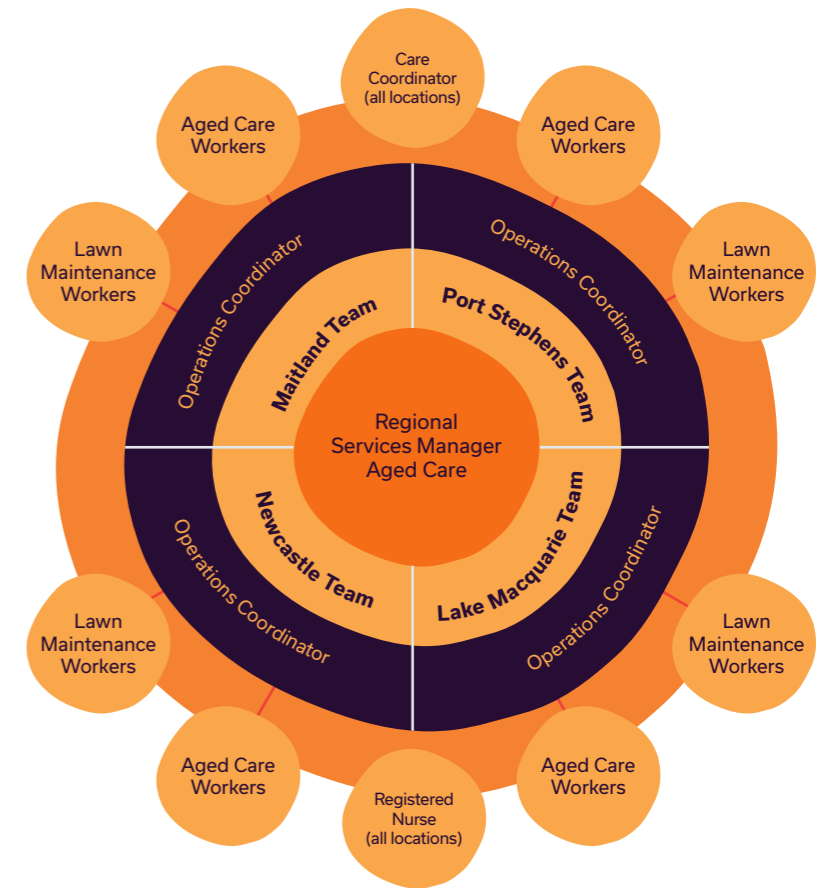 Care
Coordinator
(all locations)
Aged Care
Workers
Aged Care
Workers
Lawn
Maintenance
Workers
Lawn
Maintenance
Workers
Operations Coordinator
Operations Coordinator
Maitland Team
Port Stephens Team
Regional
Services Manager
Aged Care
Newcastle Team
Lake Macquarie Team
Operations Coordinator
Operations Coordinator
Lawn
Maintenance
Workers
Lawn
Maintenance
Workers
Aged Care
Workers
Aged Care
Workers
Registered
Nurse
(all locations)